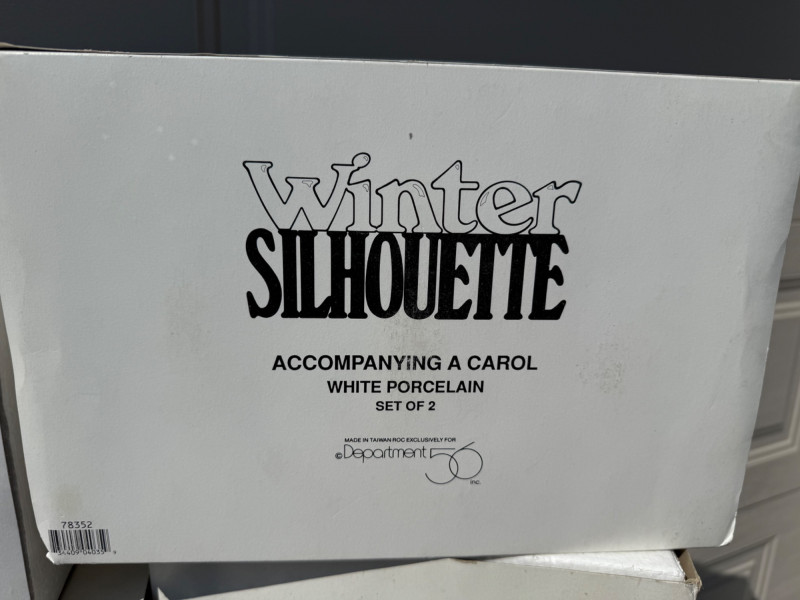 Winter
SILHOUETTE
ACCOMPANYING A CAROL
WHITE PORCELAIN
SET OF 2
MADE IN TAIWAN ROC EXCLUSIVELY FOR
©Department 56
inc.
78352